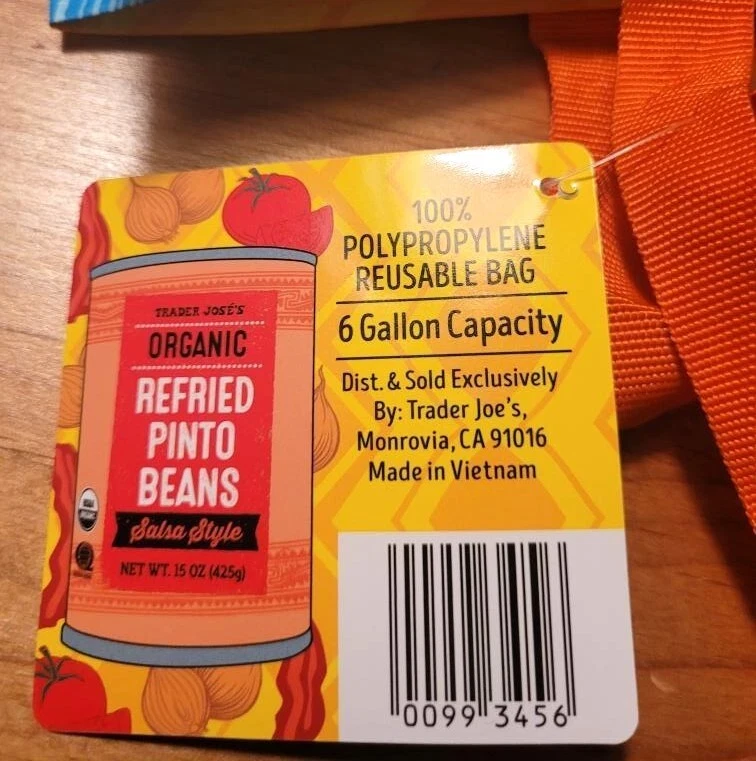 TRADER JOSÉ'S
ORGANIC
REFRIED
PINTO
BEANS
Salsa Style
NET WT. 15 OZ (425g)
100%
POLYPROPYLENE
REUSABLE BAG
6 Gallon Capacity
Dist. & Sold Exclusively
By: Trader Joe's,
Monrovia, CA 91016
Made in Vietnam
0099 3456